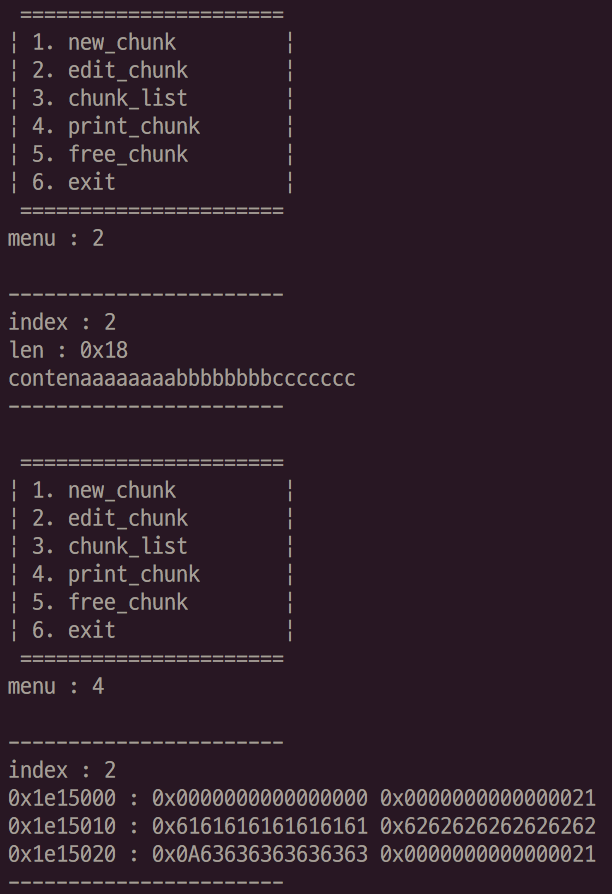 =======================
¦ 1. new_chunk ¦
¦ 2. edit_chunk ¦
¦ 3. chunk_list ¦
¦ 4. print_chunk ¦
¦ 5. free_chunk ¦
¦ 6. exit ¦
=======================
menu : 2
-----------------------
index : 2
len : 0x18
contenaaaaaaaabbbbbbbbccccccc
-----------------------
=======================
¦ 1. new_chunk ¦
¦ 2. edit_chunk ¦
¦ 3. chunk_list ¦
¦ 4. print_chunk ¦
¦ 5. free_chunk ¦
¦ 6. exit ¦
=======================
menu : 4
-----------------------
index : 2
0x1e15000 : 0x0000000000000000 0x0000000000000021
0x1e15010 : 0x6161616161616161 0x6262626262626262
0x1e15020 : 0x0A63636363636363 0x0000000000000021
-----------------------